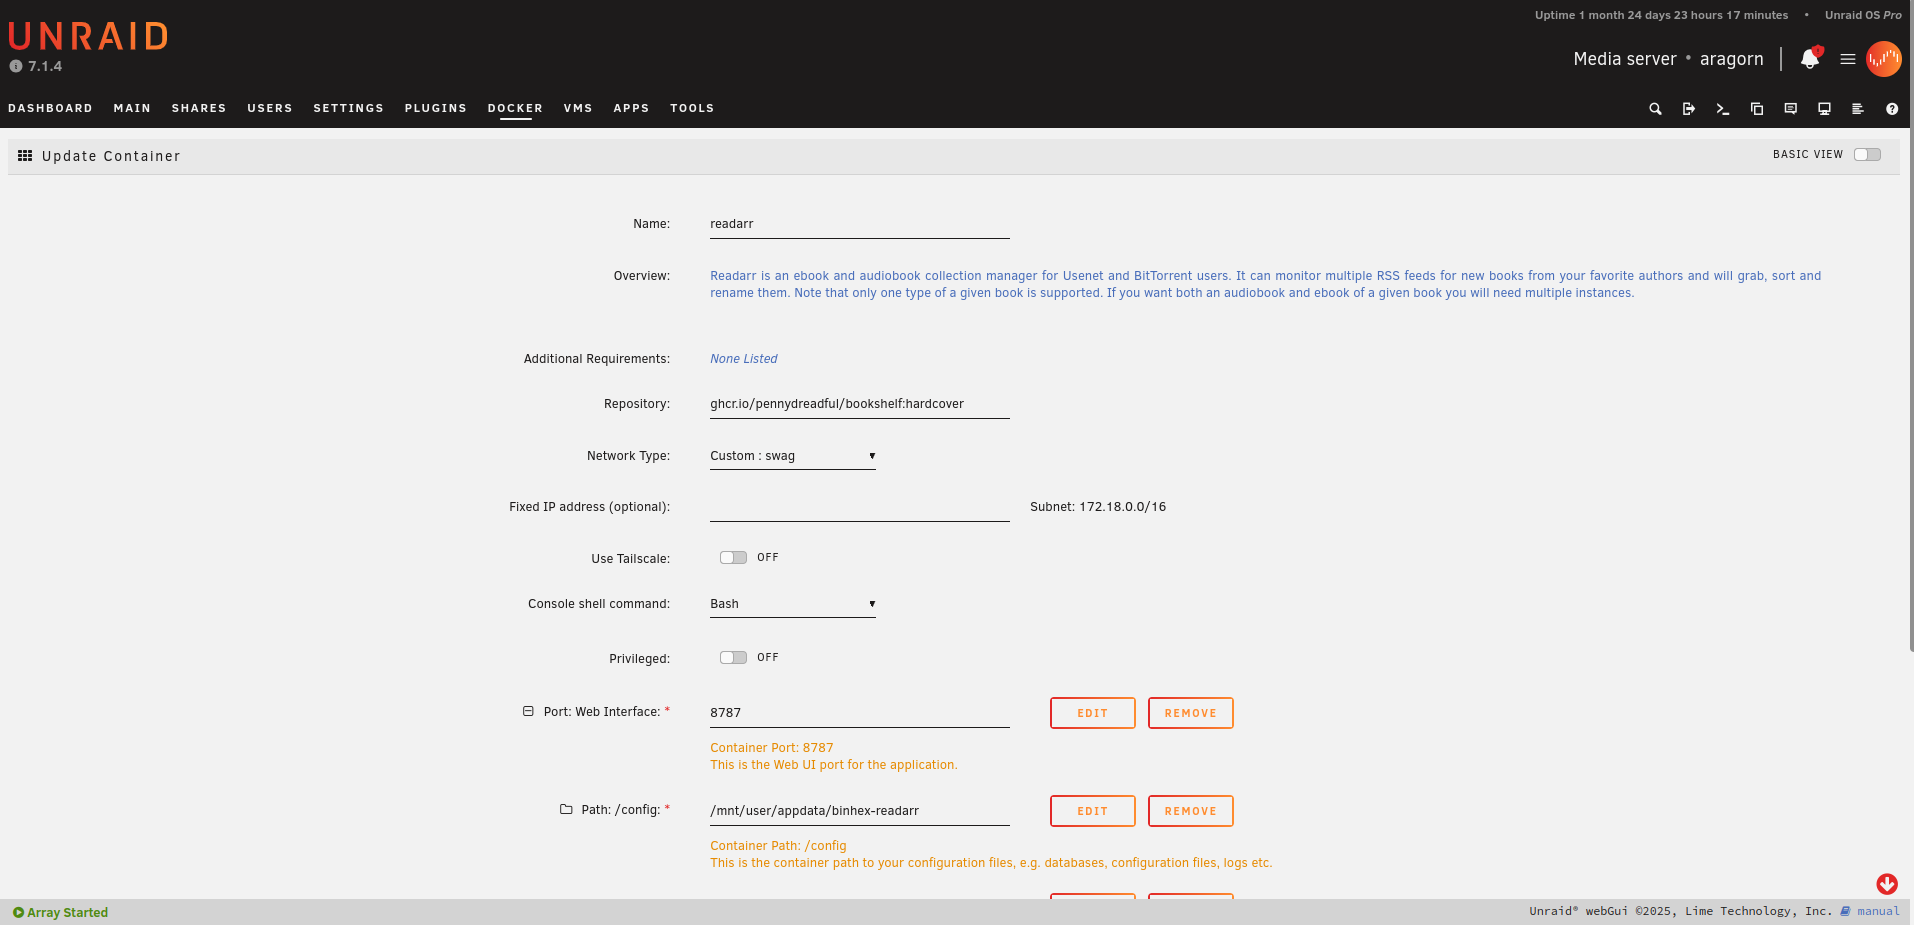 Uptime 1 month 24 days 23 hours 17 minutes • Unraid OS Pro
UNRAID
7.1.4
Media server • aragorn
DASHBOARD MAIN SHARES USERS SETTINGS PLUGINS DOCKER VMS APPS TOOLS
Update Container
BASIC VIEW
Name: readarr
Overview: Readarr is an ebook and audiobook collection manager for Usenet and BitTorrent users. It can monitor multiple RSS feeds for new books from your favorite authors and will grab, sort and
rename them. Note that only one type of a given book is supported. If you want both an audiobook and ebook of a given book you will need multiple instances.
Additional Requirements: None Listed
Repository: ghcr.io/pennydreadful/bookshelf:hardcover
Network Type: Custom : swag
Fixed IP address (optional): Subnet: 172.18.0.0/16
Use Tailscale: OFF
Console shell command: Bash
Privileged: OFF
Port: Web Interface: * 8787 EDIT REMOVE
Container Port: 8787
This is the Web UI port for the application.
Path: /config: * /mnt/user/appdata/binhex-readarr EDIT REMOVE
Container Path: /config
This is the container path to your configuration files, e.g. databases, configuration files, logs etc.
Array Started
Unraid® webGui ©2025, Lime Technology, Inc. manual